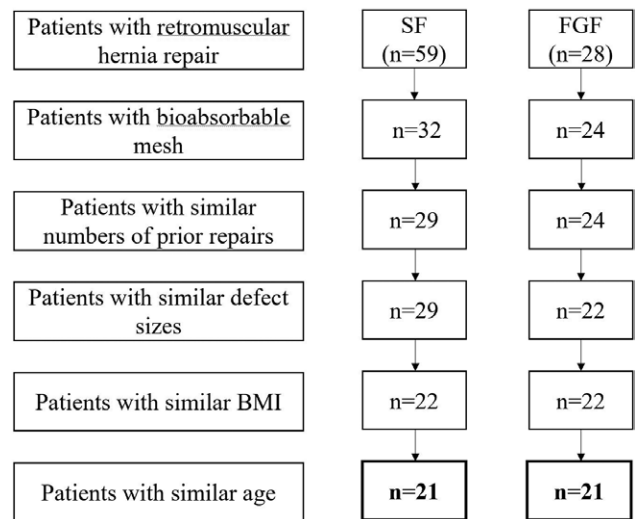 Patients with retromuscular
hernia repair
SF
(n=59)
FGF
(n=28)
Patients with bioabsorbable
mesh
n=32
n=24
Patients with similar
numbers of prior repairs
n=29
n=24
Patients with similar defect
sizes
n=29
n=22
Patients with similar BMI
n=22
n=22
Patients with similar age
n=21
n=21